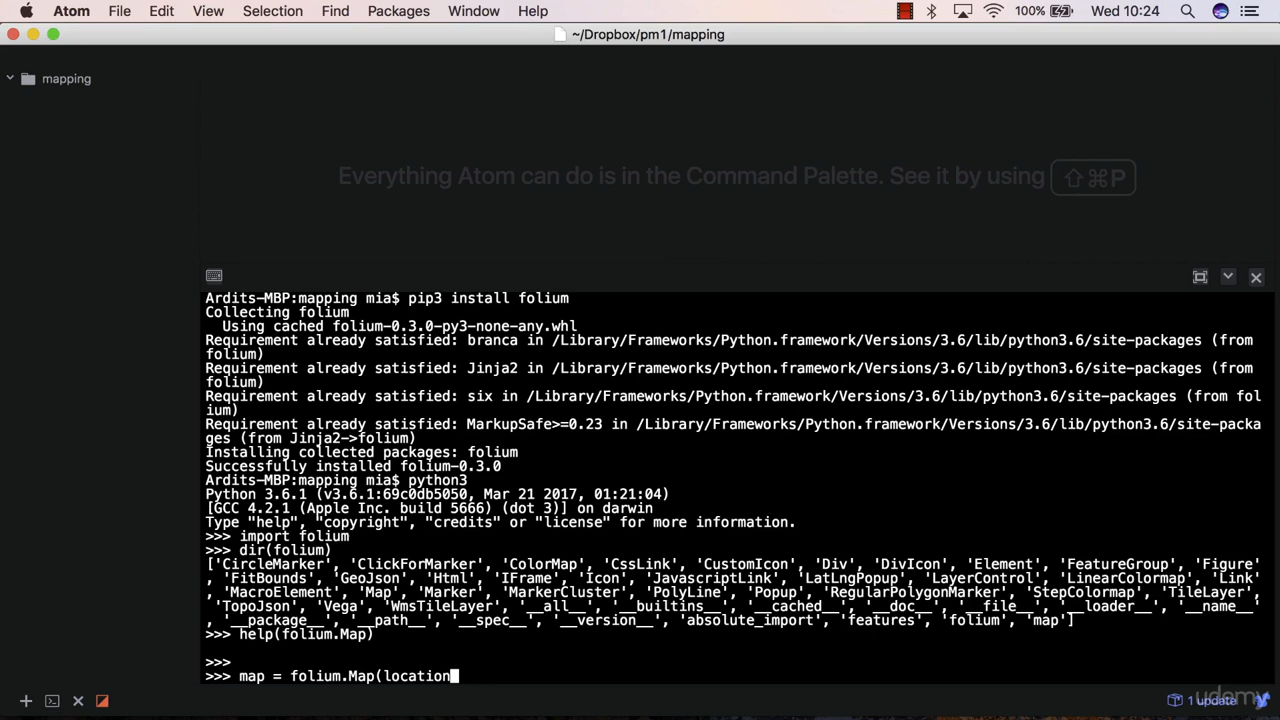 Atom File Edit View Selection Find Packages Window Help 100% Wed 10:24
~/Dropbox/pm1/mapping
mapping
Everything Atom can do is in the Command Palette. See it by using ⇧⌘P
Ardits-MBP:mapping mia$ pip3 install folium
Collecting folium
  Using cached folium-0.3.0-py3-none-any.whl
Requirement already satisfied: branca in /Library/Frameworks/Python.framework/Versions/3.6/lib/python3.6/site-packages (from
folium)
Requirement already satisfied: Jinja2 in /Library/Frameworks/Python.framework/Versions/3.6/lib/python3.6/site-packages (from
folium)
Requirement already satisfied: six in /Library/Frameworks/Python.framework/Versions/3.6/lib/python3.6/site-packages (from fol
ium)
Requirement already satisfied: MarkupSafe>=0.23 in /Library/Frameworks/Python.framework/Versions/3.6/lib/python3.6/site-packa
ges (from Jinja2->folium)
Installing collected packages: folium
Successfully installed folium-0.3.0
Ardits-MBP:mapping mia$ python3
Python 3.6.1 (v3.6.1:69c0db5050, Mar 21 2017, 01:21:04)
[GCC 4.2.1 (Apple Inc. build 5666) (dot 3)] on darwin
Type "help", "copyright", "credits" or "license" for more information.
>>> import folium
>>> dir(folium)
['CircleMarker', 'ClickForMarker', 'ColorMap', 'CssLink', 'CustomIcon', 'Div', 'DivIcon', 'Element', 'FeatureGroup', 'Figure'
, 'FitBounds', 'GeoJson', 'Html', 'IFrame', 'Icon', 'JavascriptLink', 'LatLngPopup', 'LayerControl', 'LinearColormap', 'Link'
, 'MacroElement', 'Map', 'Marker', 'MarkerCluster', 'PolyLine', 'Popup', 'RegularPolygonMarker', 'StepColormap', 'TileLayer',
'TopoJson', 'Vega', 'WmsTileLayer', '__all__', '__builtins__', '__cached__', '__doc__', '__file__', '__loader__', '__name__'
, '__package__', '__path__', '__spec__', '__version__', 'absolute_import', 'features', 'folium', 'map']
>>> help(folium.Map)
>>>
>>> map = folium.Map(location
1 update
udemy